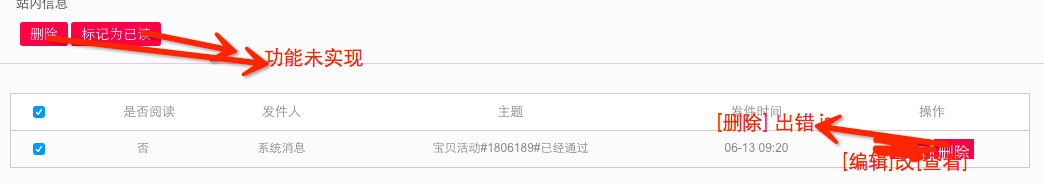 站内信息
删除 标记为已读
功能未实现
是否阅读 发件人 主题 发件时间 操作
[删除] 出错
否 系统消息 宝贝活动#1806189#已经通过 06-13 09:20 删除
[编辑]改[查看]